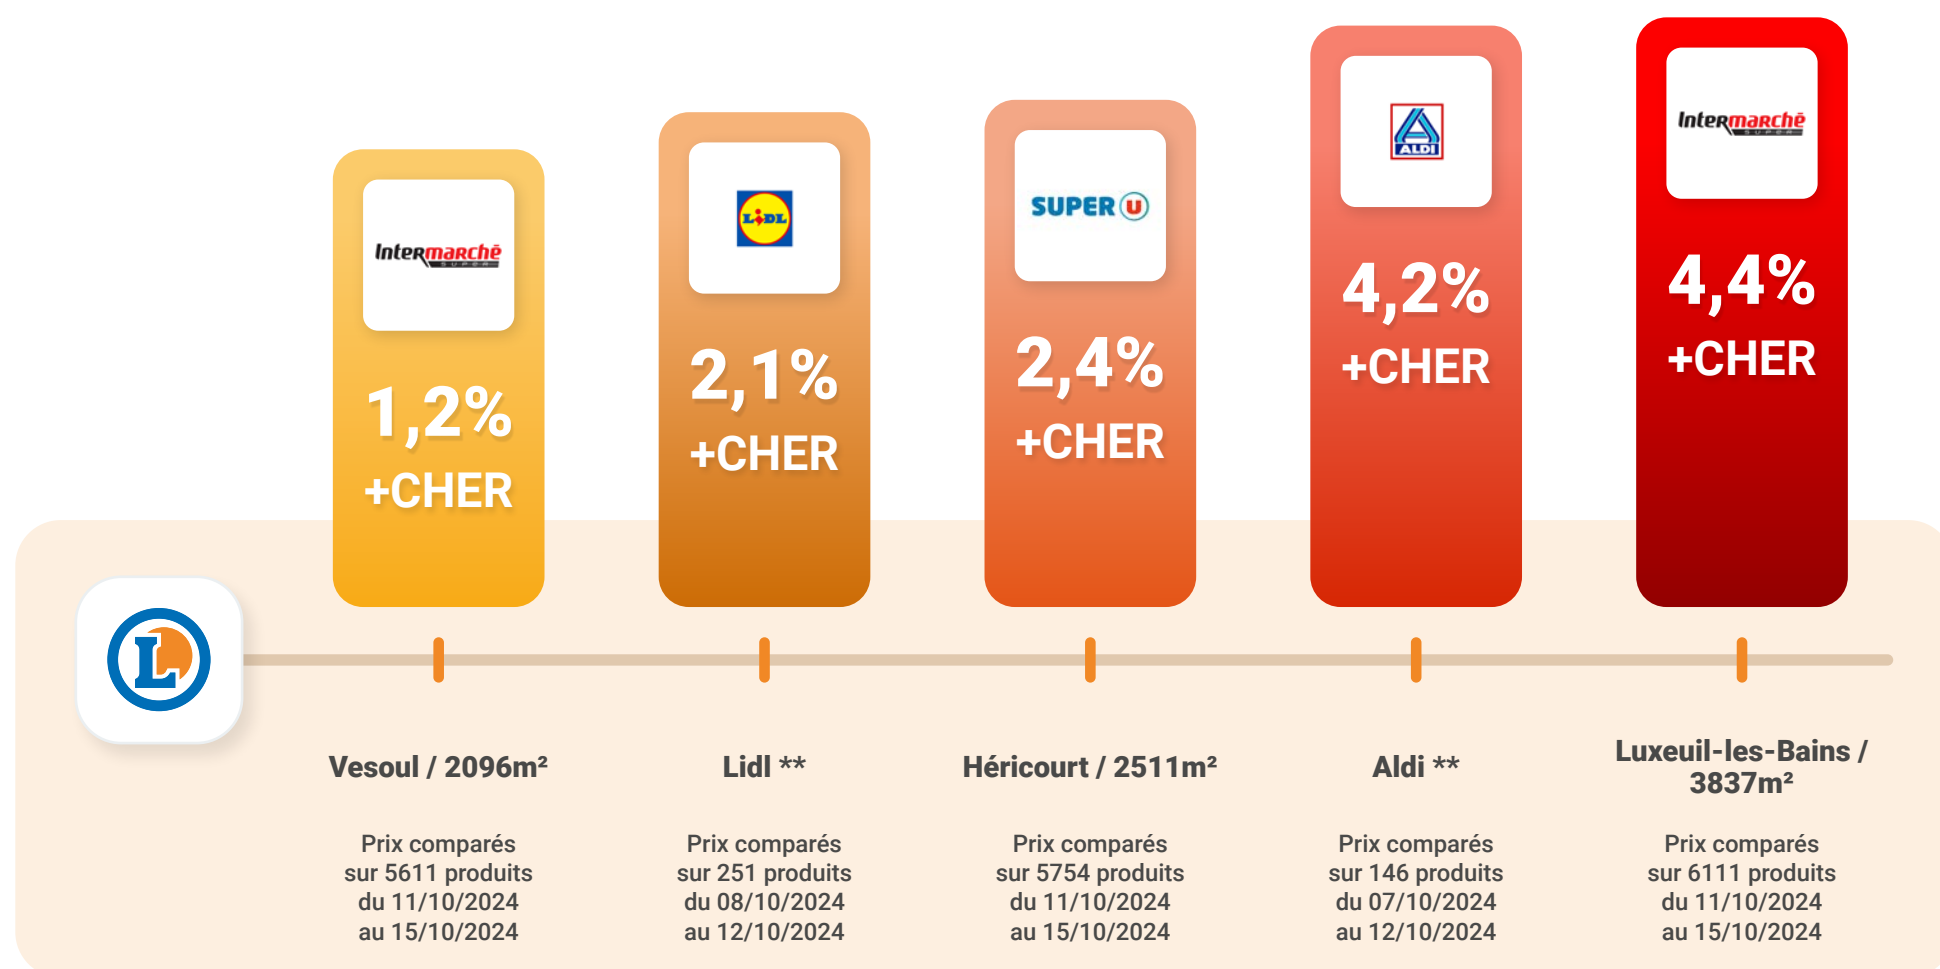 Intermarché
SUPER
1,2%
+CHER
LIDL
2,1%
+CHER
SUPER U
2,4%
+CHER
ALDI
4,2%
+CHER
Intermarché
SUPER
4,4%
+CHER
L
Vesoul / 2096m²
Prix comparés
sur 5611 produits
du 11/10/2024
au 15/10/2024
Lidl **
Prix comparés
sur 251 produits
du 08/10/2024
au 12/10/2024
Héricourt / 2511m²
Prix comparés
sur 5754 produits
du 11/10/2024
au 15/10/2024
Aldi **
Prix comparés
sur 146 produits
du 07/10/2024
au 12/10/2024
Luxeuil-les-Bains /
3837m²
Prix comparés
sur 6111 produits
du 11/10/2024
au 15/10/2024